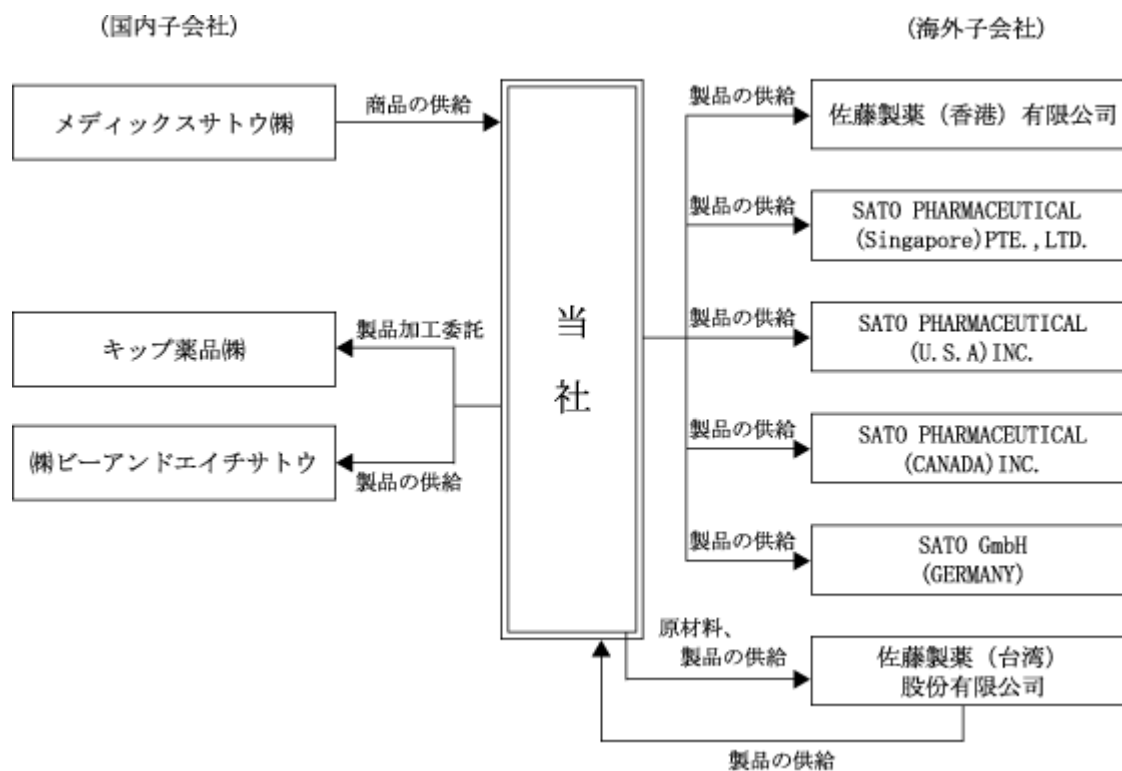 (国内子会社)
(海外子会社)
メディックスサトウ㈱
商品の供給
製品の供給
佐藤製薬（香港）有限公司
製品の供給
SATO PHARMACEUTICAL
(Singapore)PTE.,LTD.
キップ薬品㈱
製品加工委託
当
社
製品の供給
SATO PHARMACEUTICAL
(U.S.A)INC.
㈱ビーアンドエイチサトウ
製品の供給
製品の供給
SATO PHARMACEUTICAL
(CANADA)INC.
製品の供給
SATO GmbH
(GERMANY)
原材料、
製品の供給
佐藤製薬（台湾）
股份有限公司
製品の供給